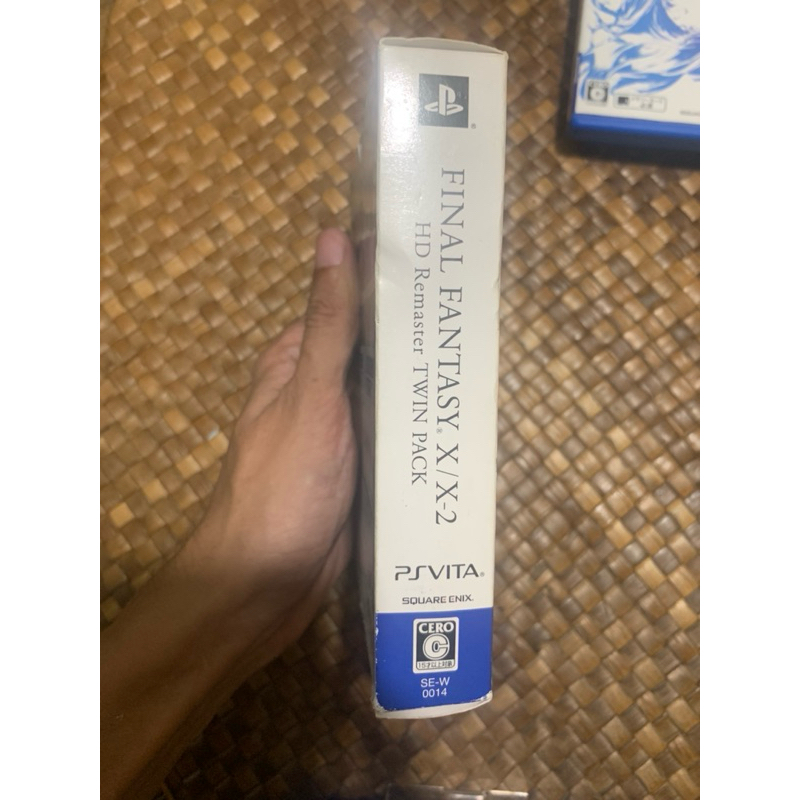 FINAL FANTASY® X/X-2
HD Remaster TWIN PACK
PSVITA®
SQUARE ENIX.
CERO
C
15才以上対象
SE-W
0014